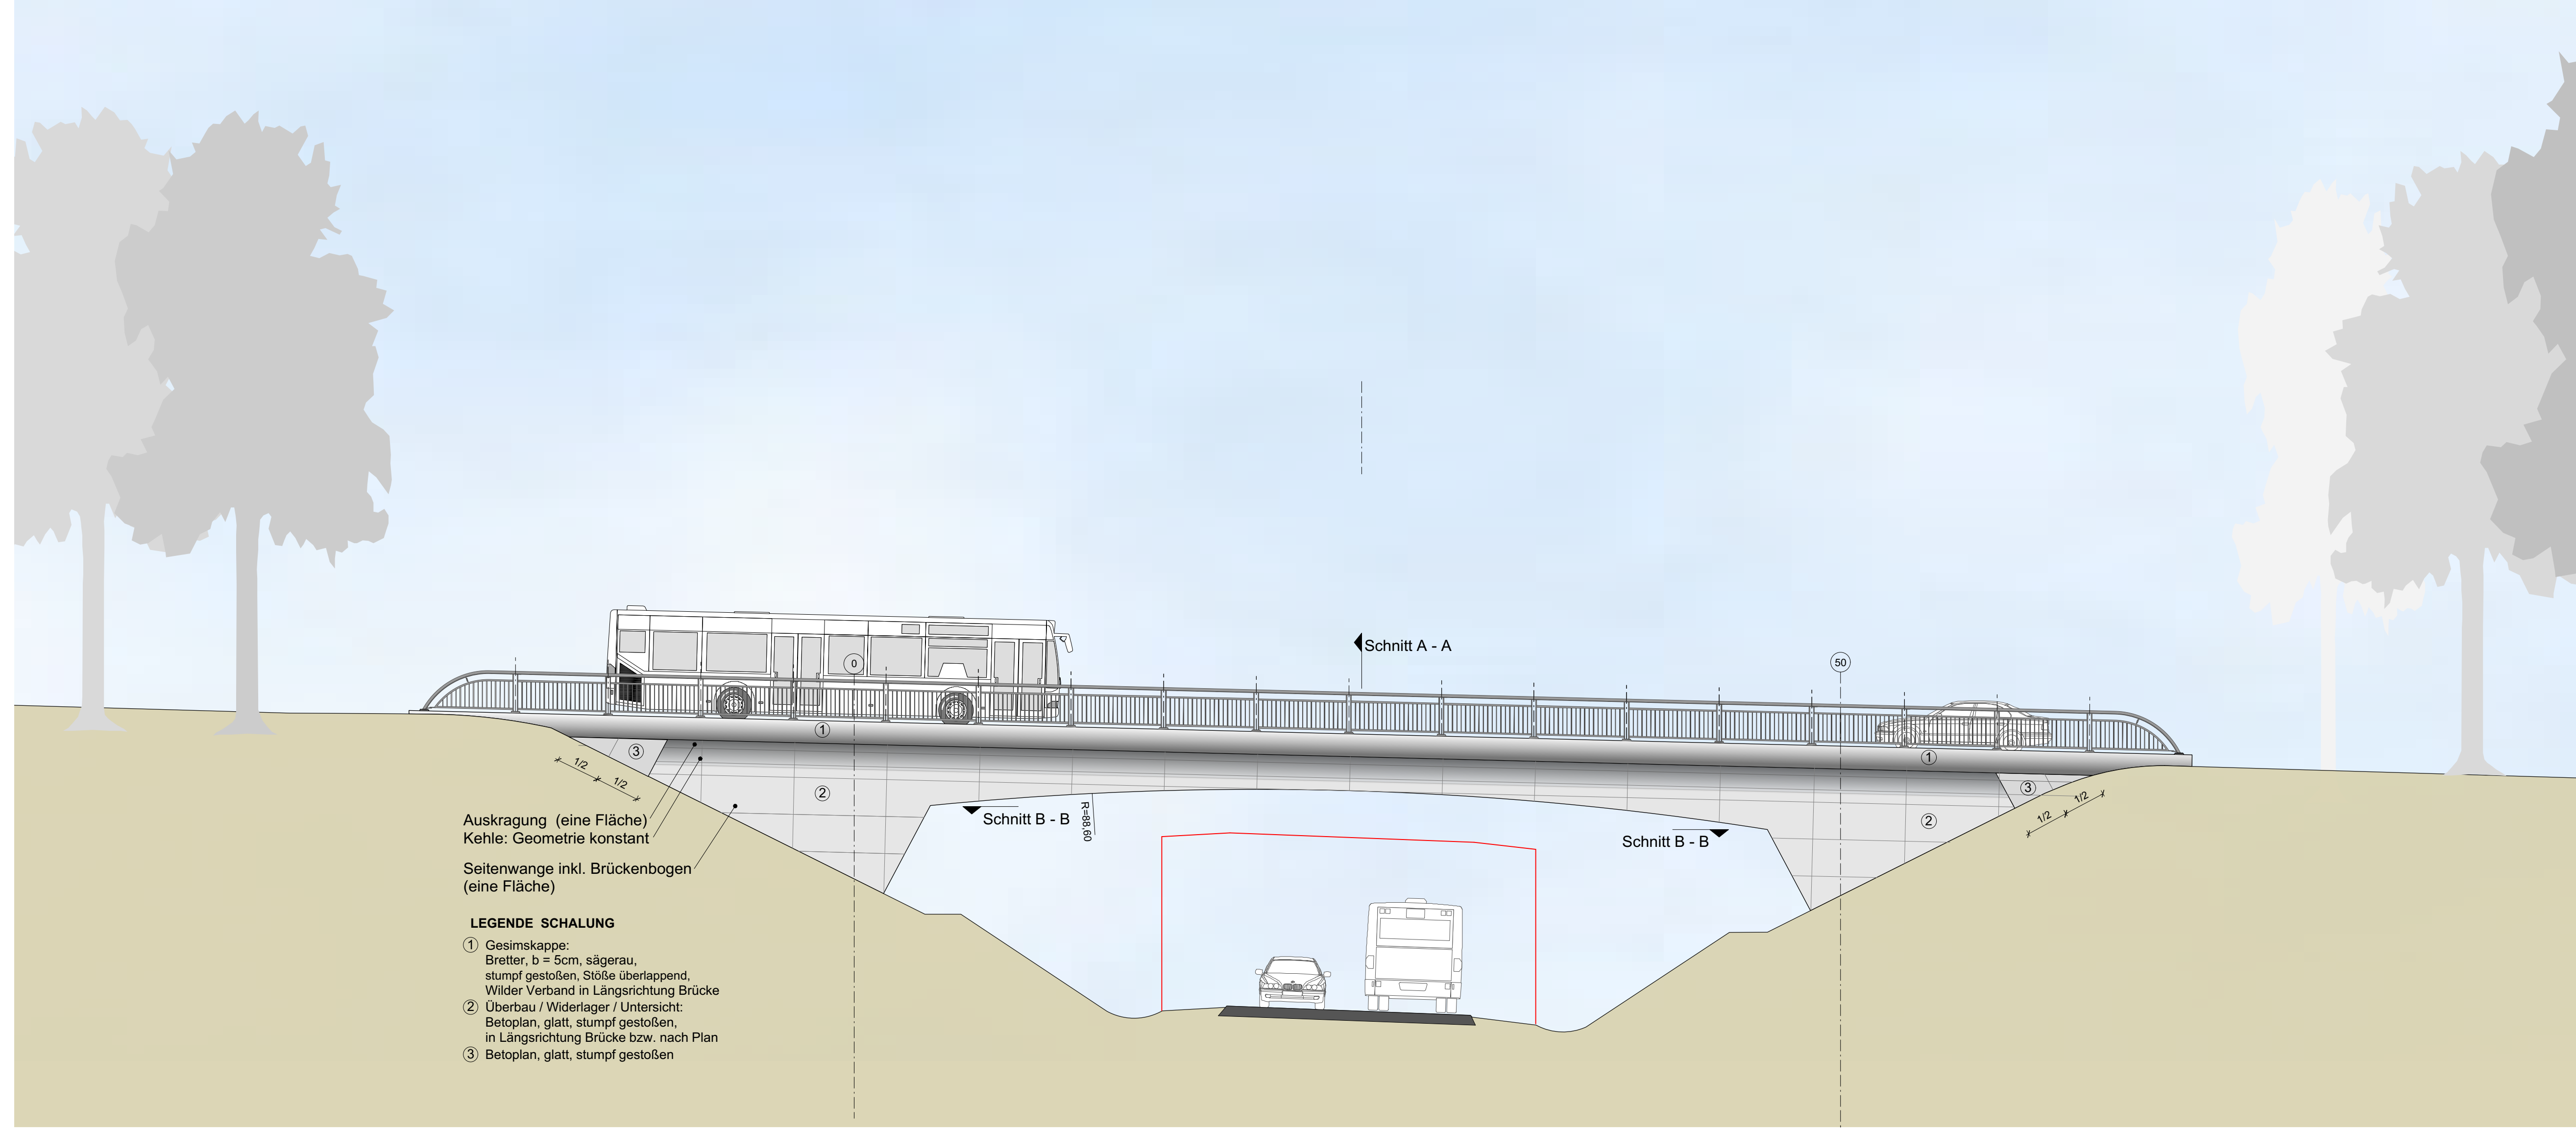 Schnitt A - A
0
50
1
1
3
3
1/2
1/2
1/2
1/2
2
2
Auskragung (eine Fläche)
Kehle: Geometrie konstant
Schnitt B - B
R=88,60
Schnitt B - B
Seitenwange inkl. Brückenbogen
(eine Fläche)
LEGENDE SCHALUNG
1 Gesimskappe:
Bretter, b = 5cm, sägerau,
stumpf gestoßen, Stöße überlappend,
Wilder Verband in Längsrichtung Brücke
2 Überbau / Widerlager / Untersicht:
Betoplan, glatt, stumpf gestoßen,
in Längsrichtung Brücke bzw. nach Plan
3 Betoplan, glatt, stumpf gestoßen